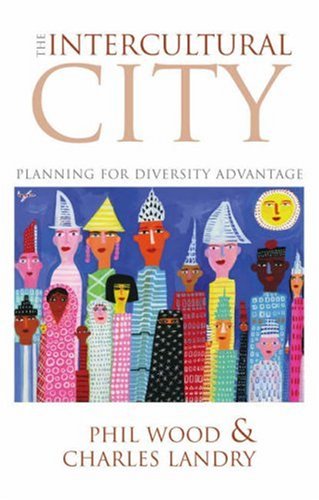 THE INTERCULTURAL
CITY
PLANNING FOR DIVERSITY ADVANTAGE
PHIL WOOD &
CHARLES LANDRY